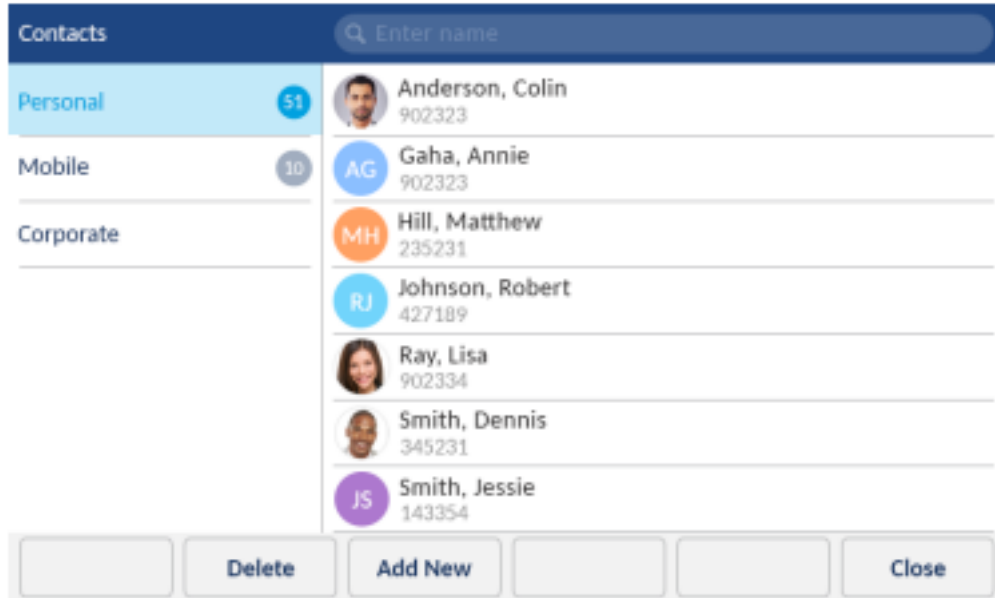 Contacts
Enter name
Personal 51
Mobile 10
Corporate
Anderson, Colin
902323
AG
Gaha, Annie
902323
MH
Hill, Matthew
235231
RJ
Johnson, Robert
427189
Ray, Lisa
902334
Smith, Dennis
345231
JS
Smith, Jessie
143354
Delete
Add New
Close